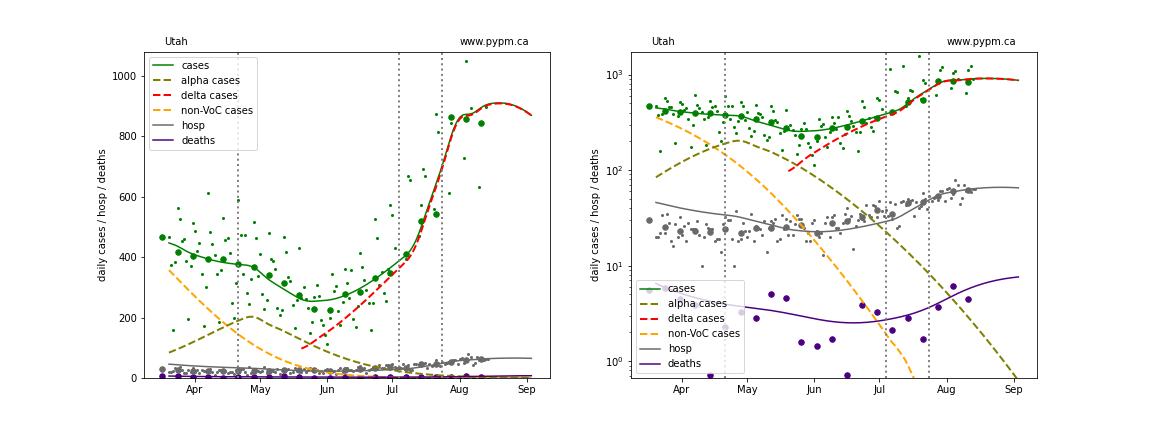 Utah www.pypm.ca
daily cases / hosp / deaths
1000
800
600
400
200
0
cases
alpha cases
delta cases
non-VoC cases
hosp
deaths
Apr May Jun Jul Aug Sep
Utah www.pypm.ca
daily cases / hosp / deaths
10³
10²
10¹
10⁰
cases
alpha cases
delta cases
non-VoC cases
hosp
deaths
Apr May Jun Jul Aug Sep